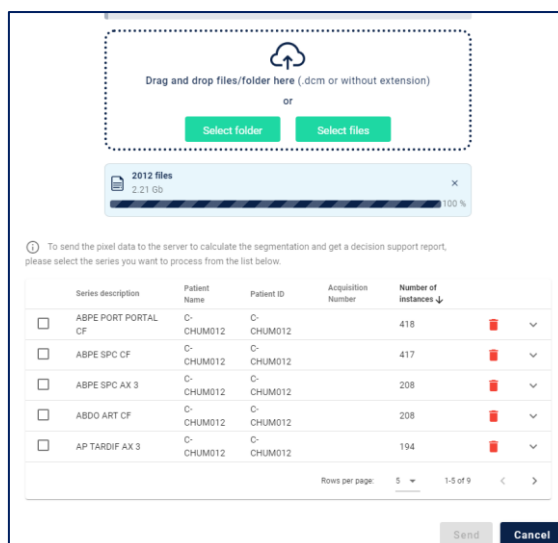 Drag and drop files/folder here (.dcm or without extension)
or
Select folder Select files
2012 files
2.21 Gb
100 %
To send the pixel data to the server to calculate the segmentation and get a decision support report,
please select the series you want to process from the list below.
Series description Patient Name Patient ID Acquisition Number Number of instances
ABPE PORT PORTAL CF C-CHUM012 C-CHUM012 418
ABPE SPC CF C-CHUM012 C-CHUM012 417
ABPE SPC AX 3 C-CHUM012 C-CHUM012 208
ABDO ART CF C-CHUM012 C-CHUM012 208
AP TARDIF AX 3 C-CHUM012 C-CHUM012 194
Rows per page: 5 1-5 of 9
Send Cancel